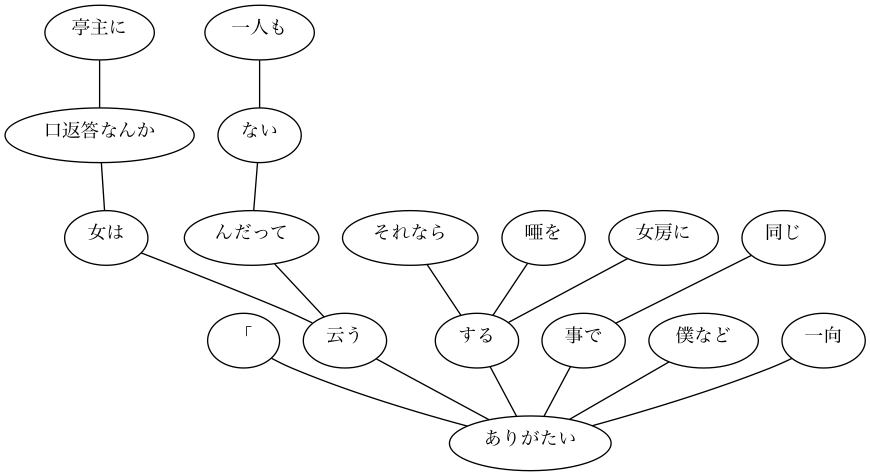 亭主に
一人も
口返答なんか
ない
女は
んだって
それなら
唖を
女房に
同じ
「
云う
する
事で
僕など
一向
ありがたい